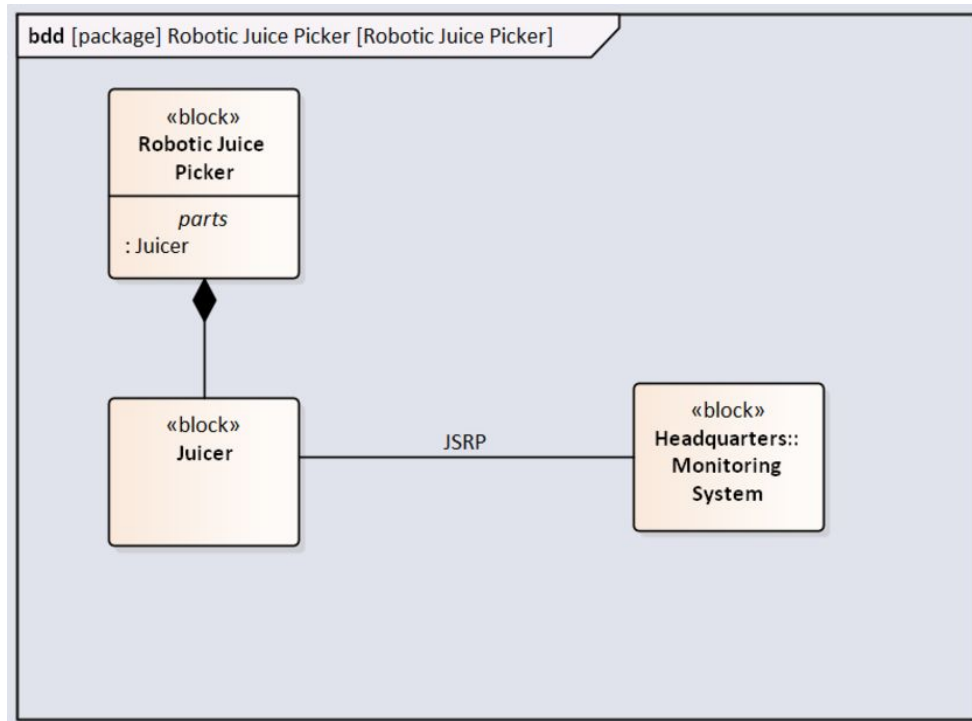 bdd [package] Robotic Juice Picker [Robotic Juice Picker]
«block»
Robotic Juice
Picker
parts
: Juicer
«block»
Juicer
JSRP
«block»
Headquarters::
Monitoring
System